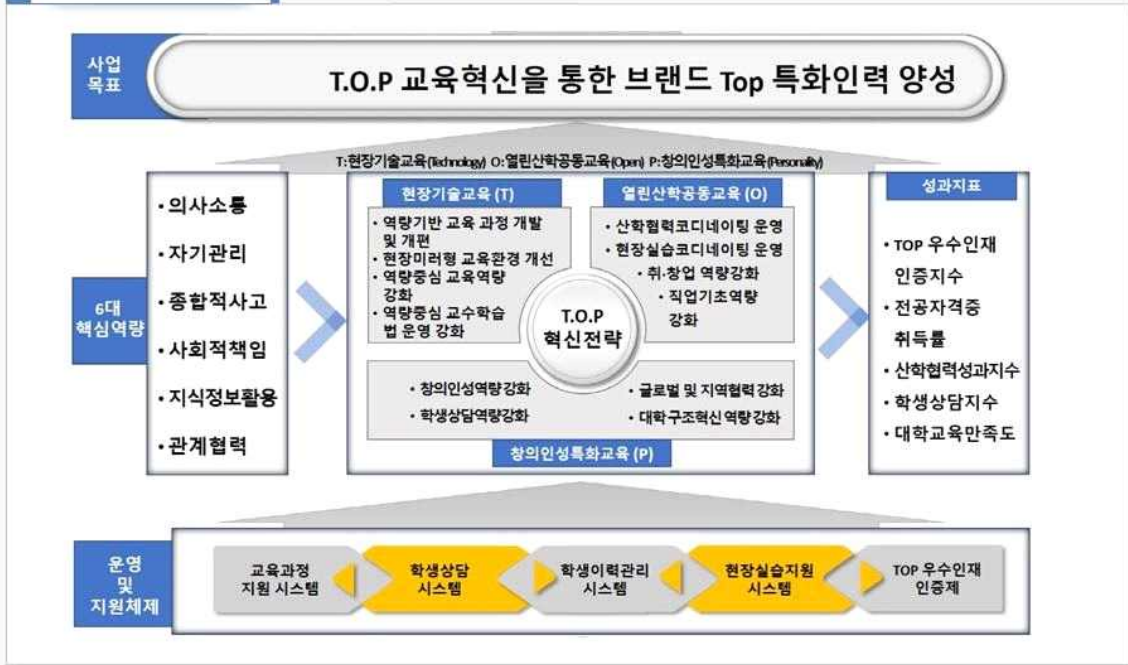 사업
목표
T.O.P 교육혁신을 통한 브랜드 Top 특화인력 양성
T:현장기술교육(Technology) O:열린산학공동교육(Open) P:창의인성특화교육(Personality)
6대
핵심역량
• 의사소통
• 자기관리
• 종합적사고
• 사회적책임
• 지식정보활용
• 관계협력
현장기술교육 (T)
• 역량기반 교육 과정 개발
및 개편
• 현장미러형 교육환경 개선
• 역량중심 교육역량
강화
• 역량중심 교수학습
법 운영 강화
열린산학공동교육 (O)
• 산학협력코디네이팅 운영
• 현장실습코디네이팅 운영
• 취·창업 역량강화
• 직업기초역량
강화
T.O.P
혁신전략
• 창의인성역량 강화
• 학생상담역량강화
• 글로벌 및 지역협력 강화
• 대학구조혁신 역량 강화
창의인성특화교육 (P)
성과지표
• TOP 우수인재
인증지수
• 전공자격증
취득률
• 산학협력성과지수
• 학생상담지수
• 대학교육만족도
운영
및
지원체제
교육과정
지원 시스템
학생상담
시스템
학생이력관리
시스템
현장실습지원
시스템
TOP 우수인재
인증제